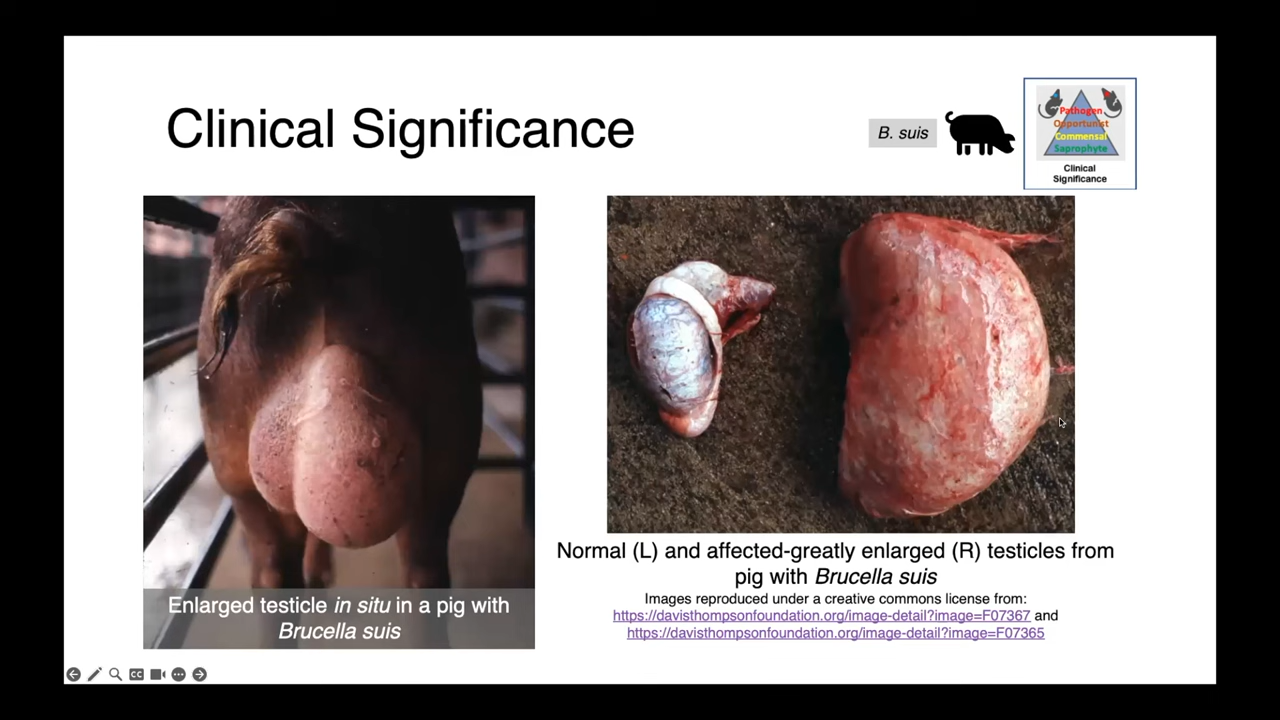 Clinical Significance
B. suis
Pathogen
Opportunist
Commensal
Saprophyte
Clinical
Significance
Enlarged testicle in situ in a pig with
Brucella suis
Normal (L) and affected-greatly enlarged (R) testicles from
pig with Brucella suis
Images reproduced under a creative commons license from:
https://davisthompsonfoundation.org/image-detail?image=F07367 and
https://davisthompsonfoundation.org/image-detail?image=F07365
CC